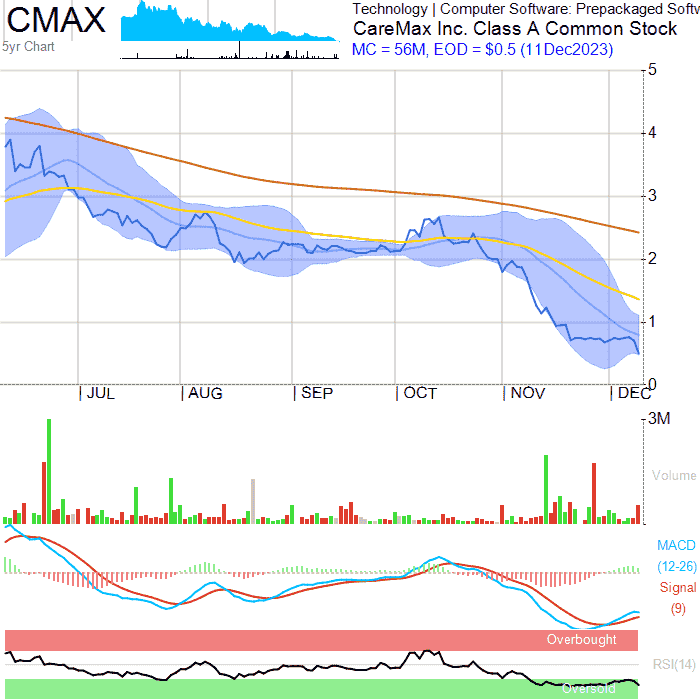 CMAX
5yr Chart
Technology | Computer Software: Prepackaged Softw
CareMax Inc. Class A Common Stock
MC = 56M, EOD = $0.5 (11Dec2023)
5
4
3
2
1
0
JUL
AUG
SEP
OCT
NOV
DEC
3M
Volume
MACD
(12-26)
Signal
(9)
Overbought
RSI(14)
Oversold